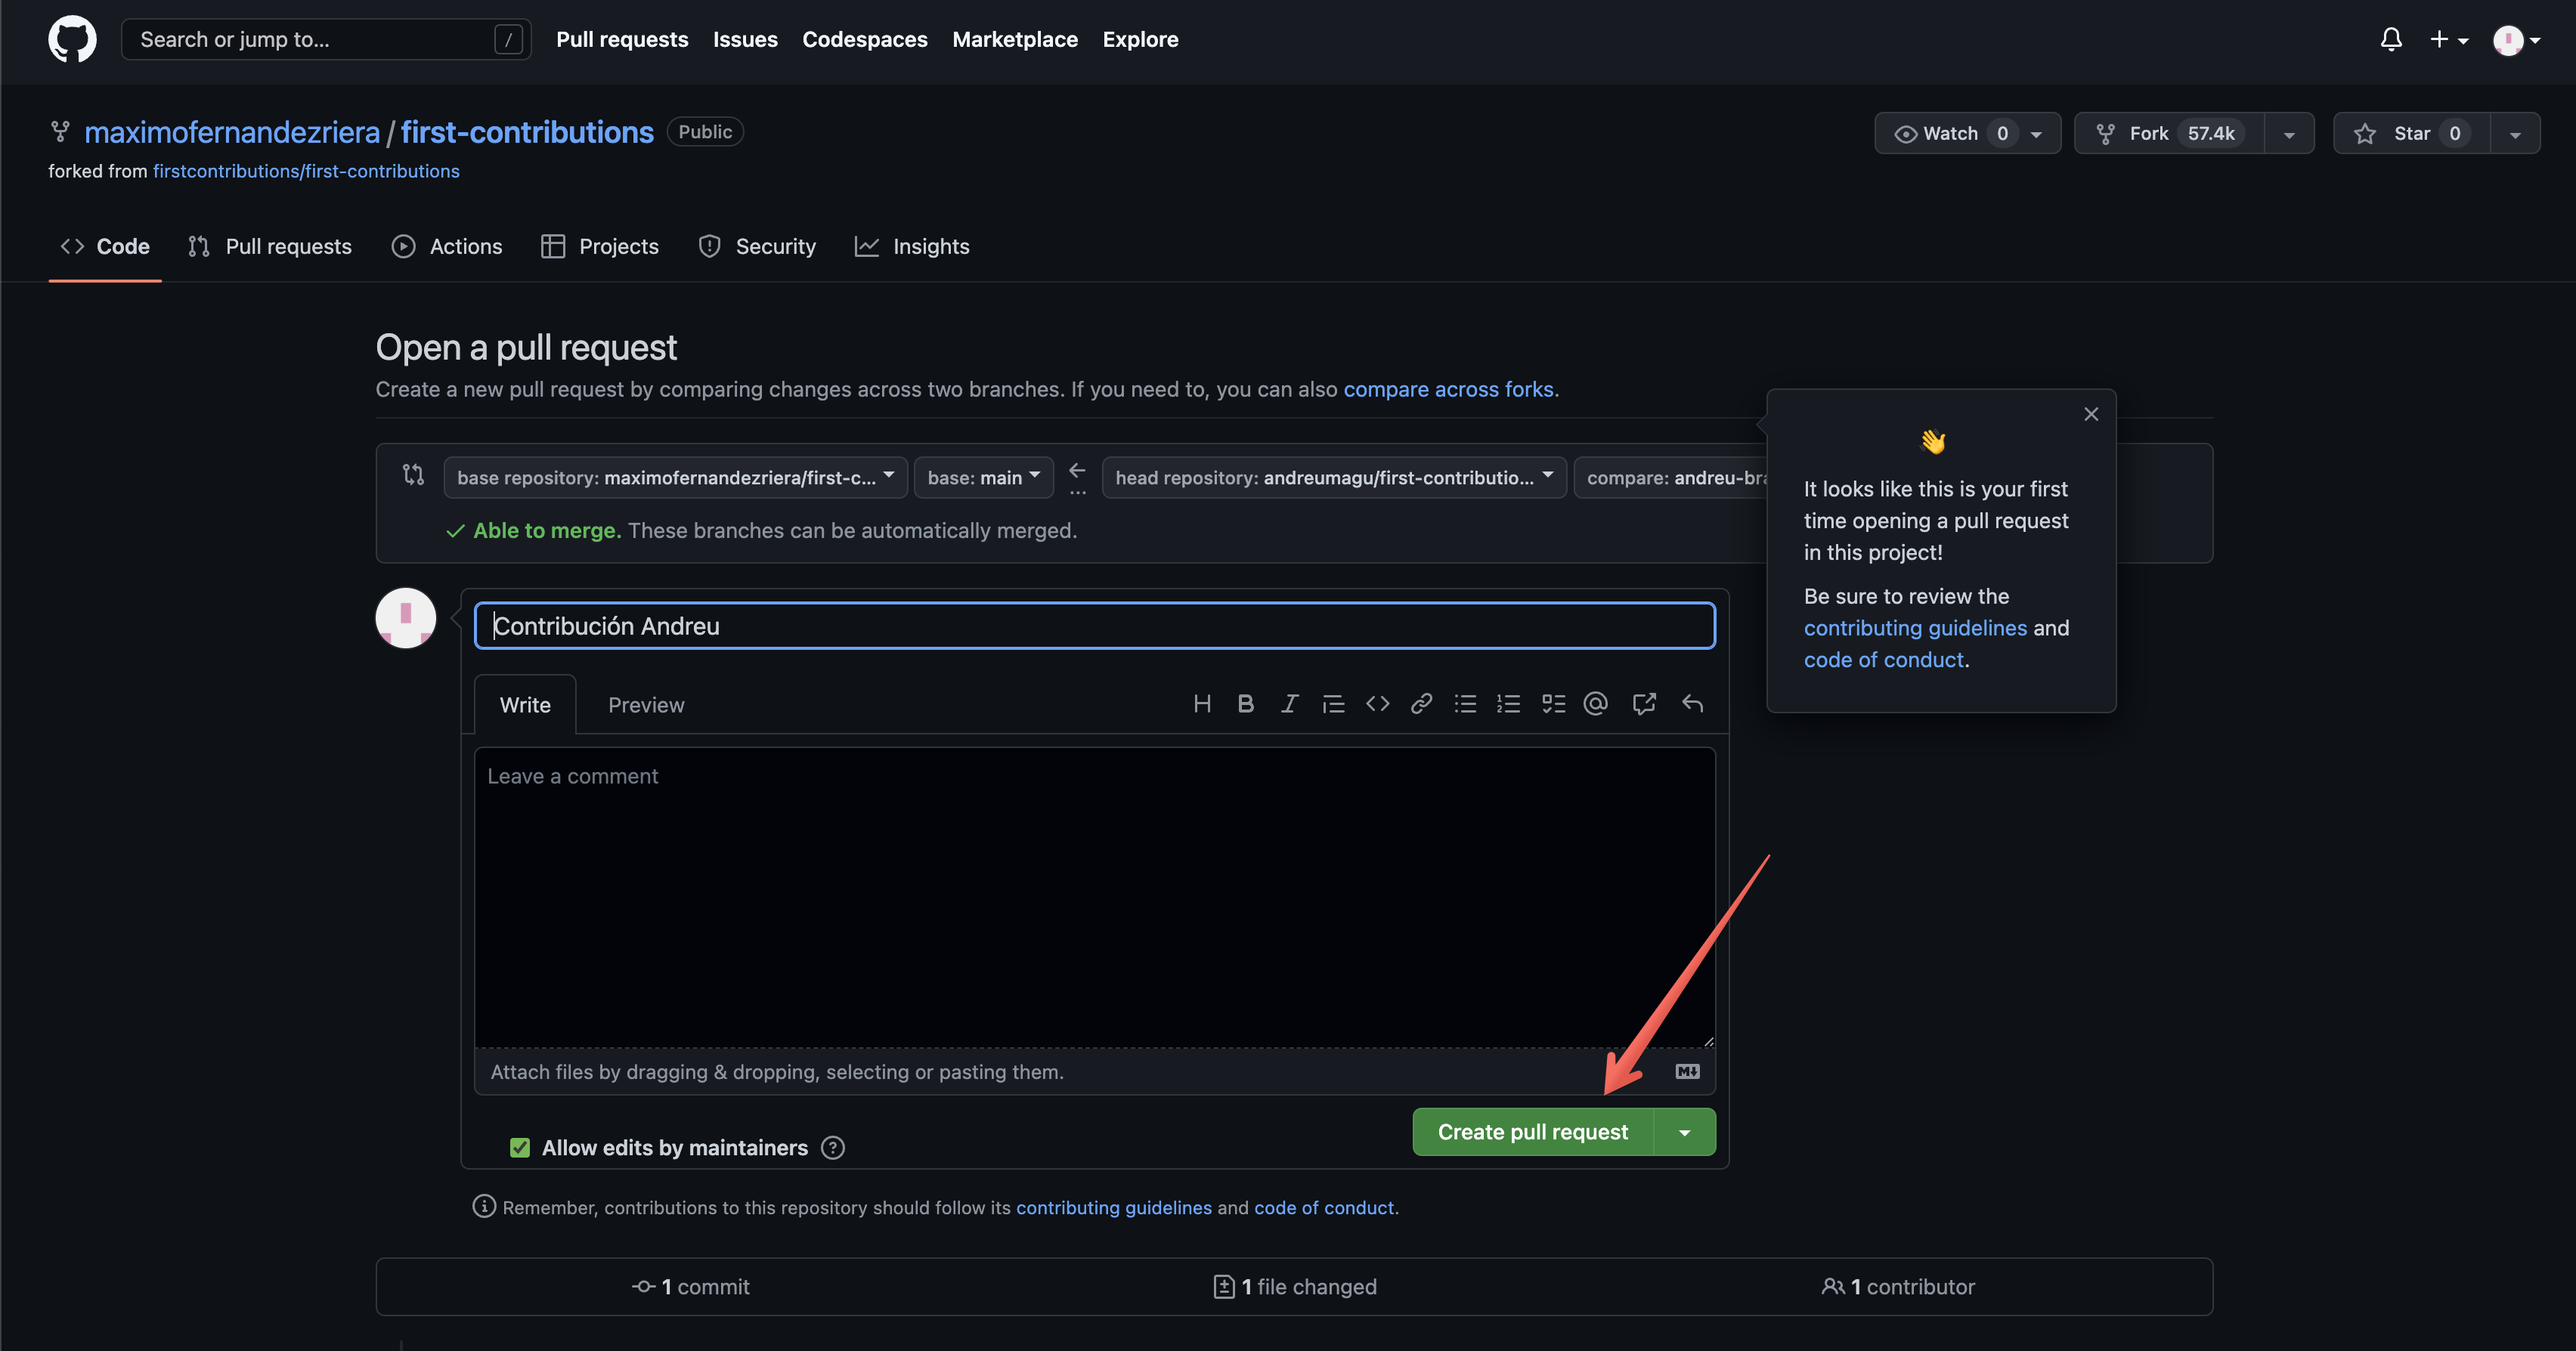 Search or jump to... /
Pull requests Issues Codespaces Marketplace Explore
maximofernandezriera / first-contributions Public
Watch 0 Fork 57.4k Star 0
forked from firstcontributions/first-contributions
Code Pull requests Actions Projects Security Insights
Open a pull request
Create a new pull request by comparing changes across two branches. If you need to, you can also compare across forks.
base repository: maximofernandezriera/first-c... base: main head repository: andreumagu/first-contributio... compare: andreu-bra
Able to merge. These branches can be automatically merged.
👋
It looks like this is your first
time opening a pull request
in this project!
Be sure to review the
contributing guidelines and
code of conduct.
Contribución Andreu
Write Preview
Leave a comment
Attach files by dragging & dropping, selecting or pasting them.
Allow edits by maintainers
Create pull request
Remember, contributions to this repository should follow its contributing guidelines and code of conduct.
1 commit 1 file changed 1 contributor